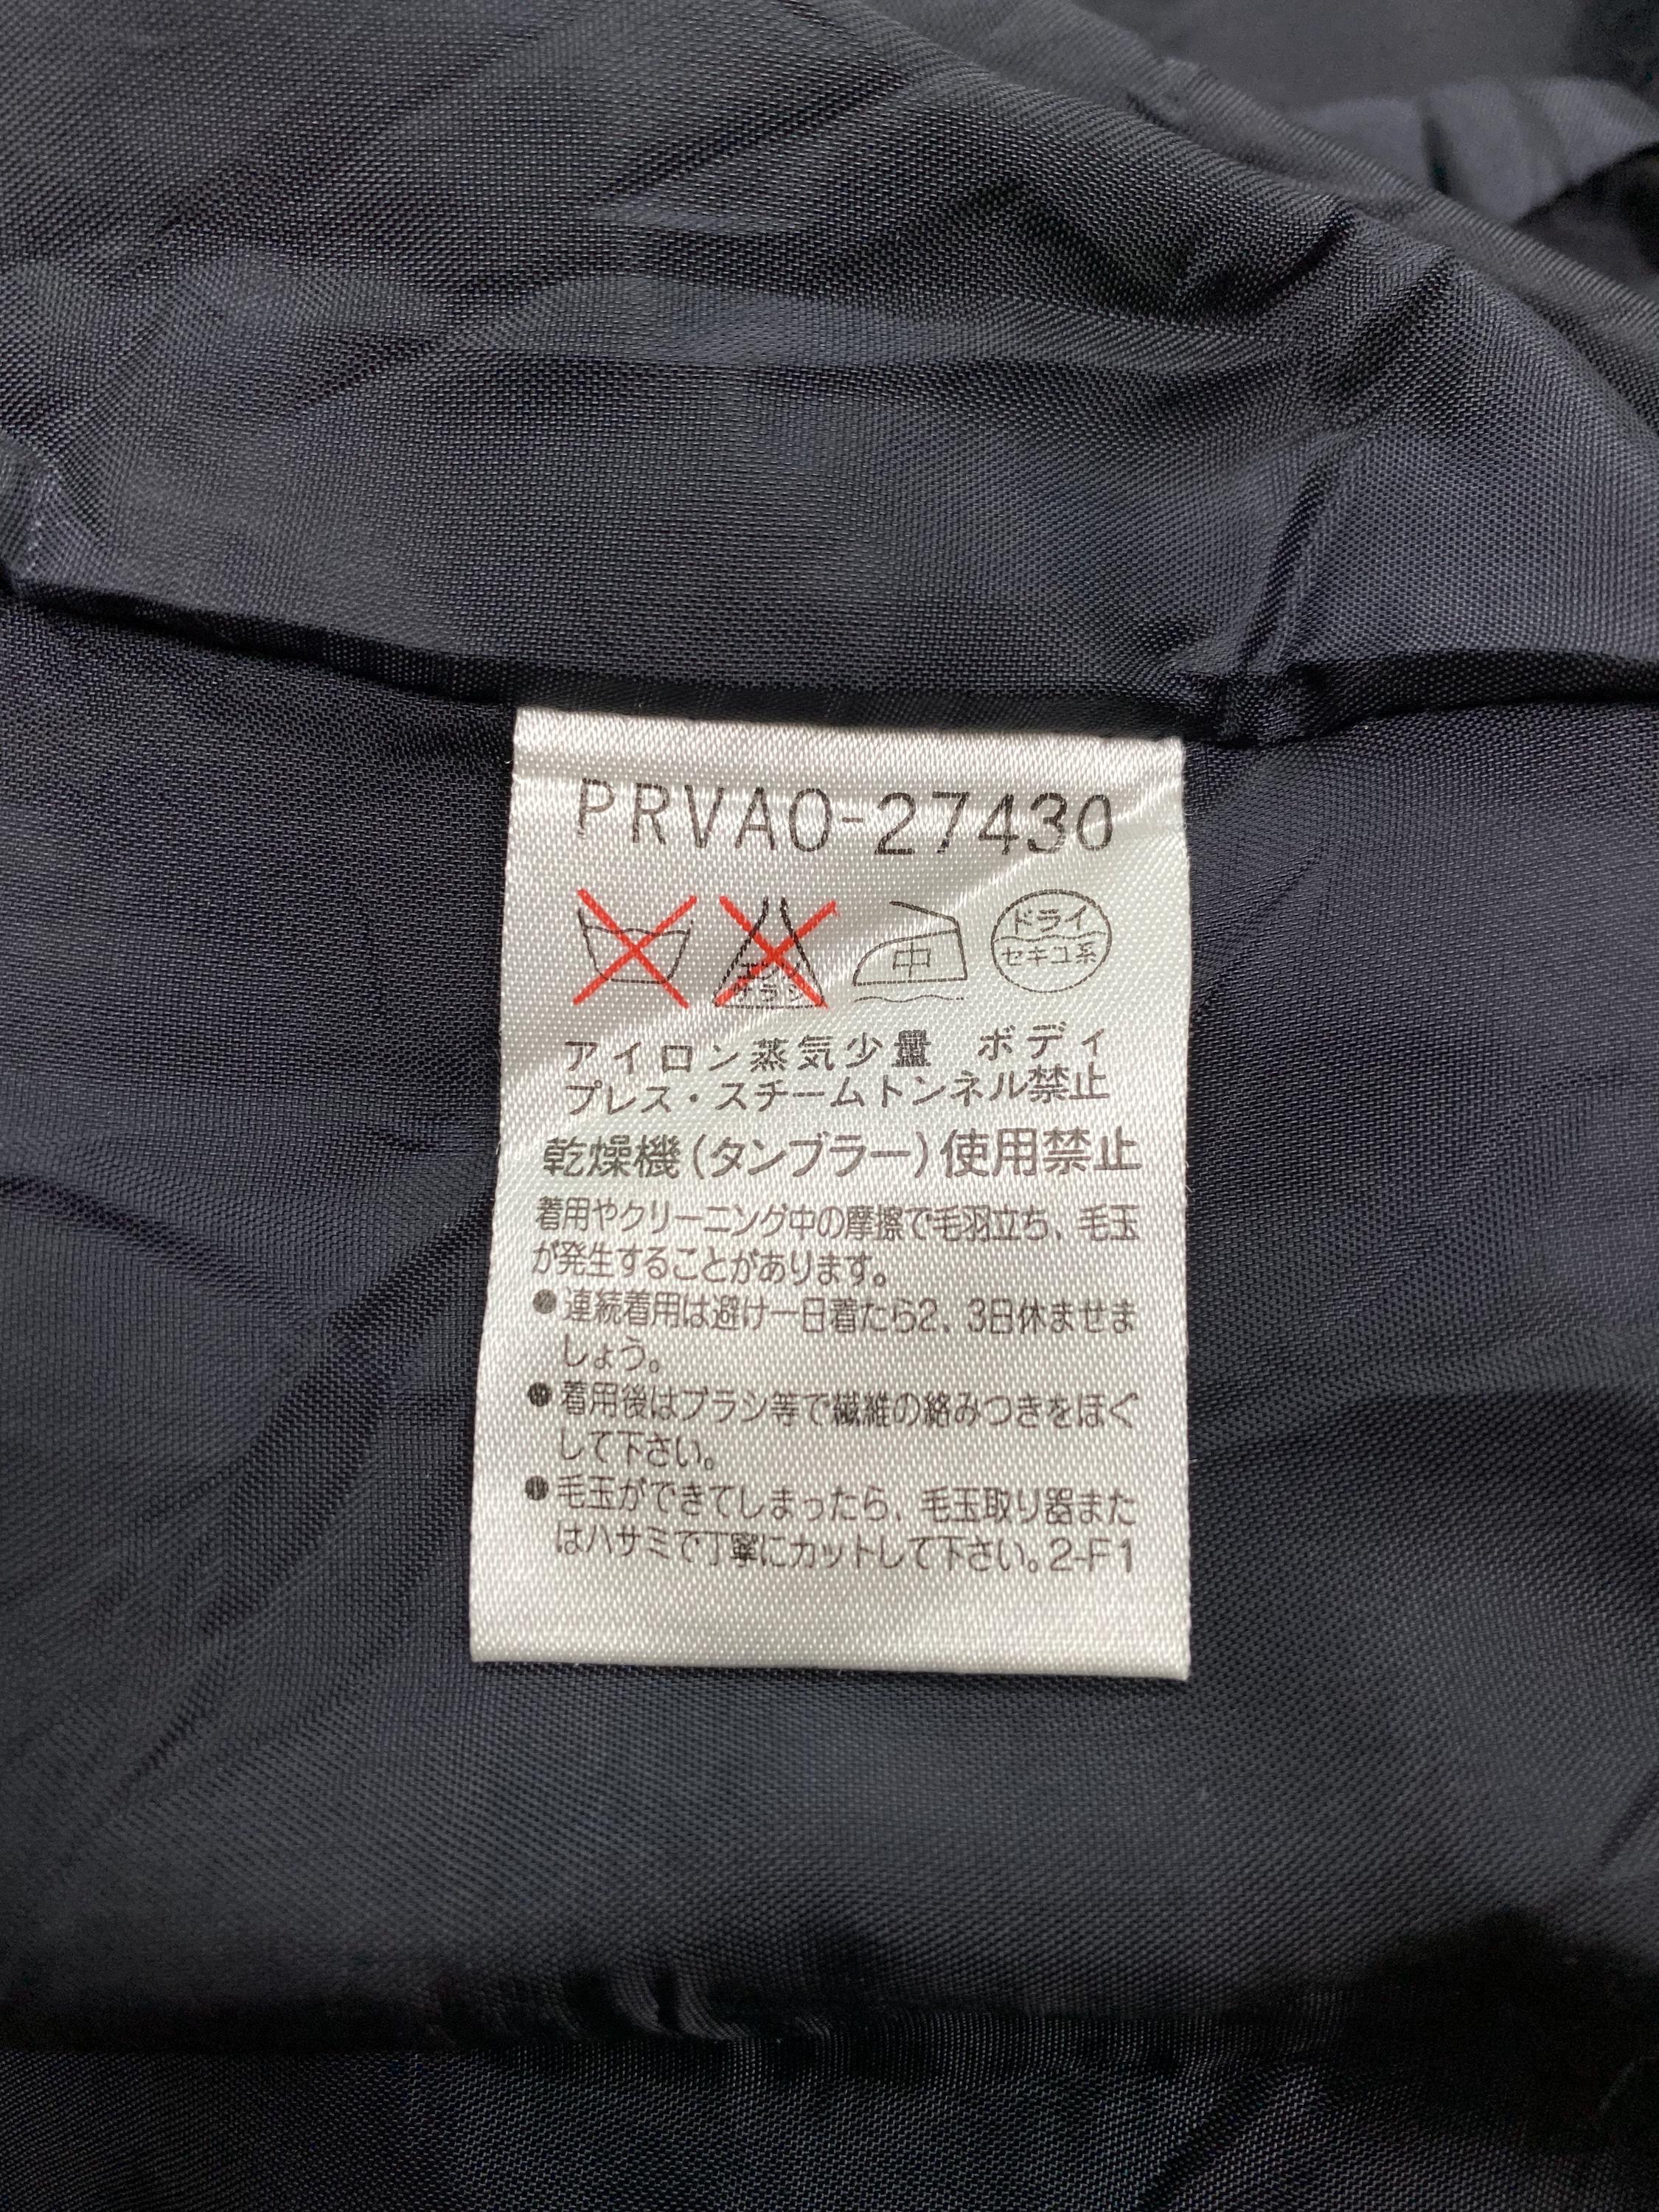 PRVAO-27430
エンソ
サラシ
中
ドライ
セキユ系
アイロン蒸気少量 ボディ
プレス・スチームトンネル禁止
乾燥機(タンブラー)使用禁止
着用やクリーニング中の摩擦で毛羽立ち、毛玉
が発生することがあります。
●連続着用は避け一日着たら2、3日休ませま
しょう。
●着用後はブラシ等で繊維の絡みつきをほぐ
して下さい。
●毛玉ができてしまったら、毛玉取り器また
はハサミで丁寧にカットして下さい。2-F1